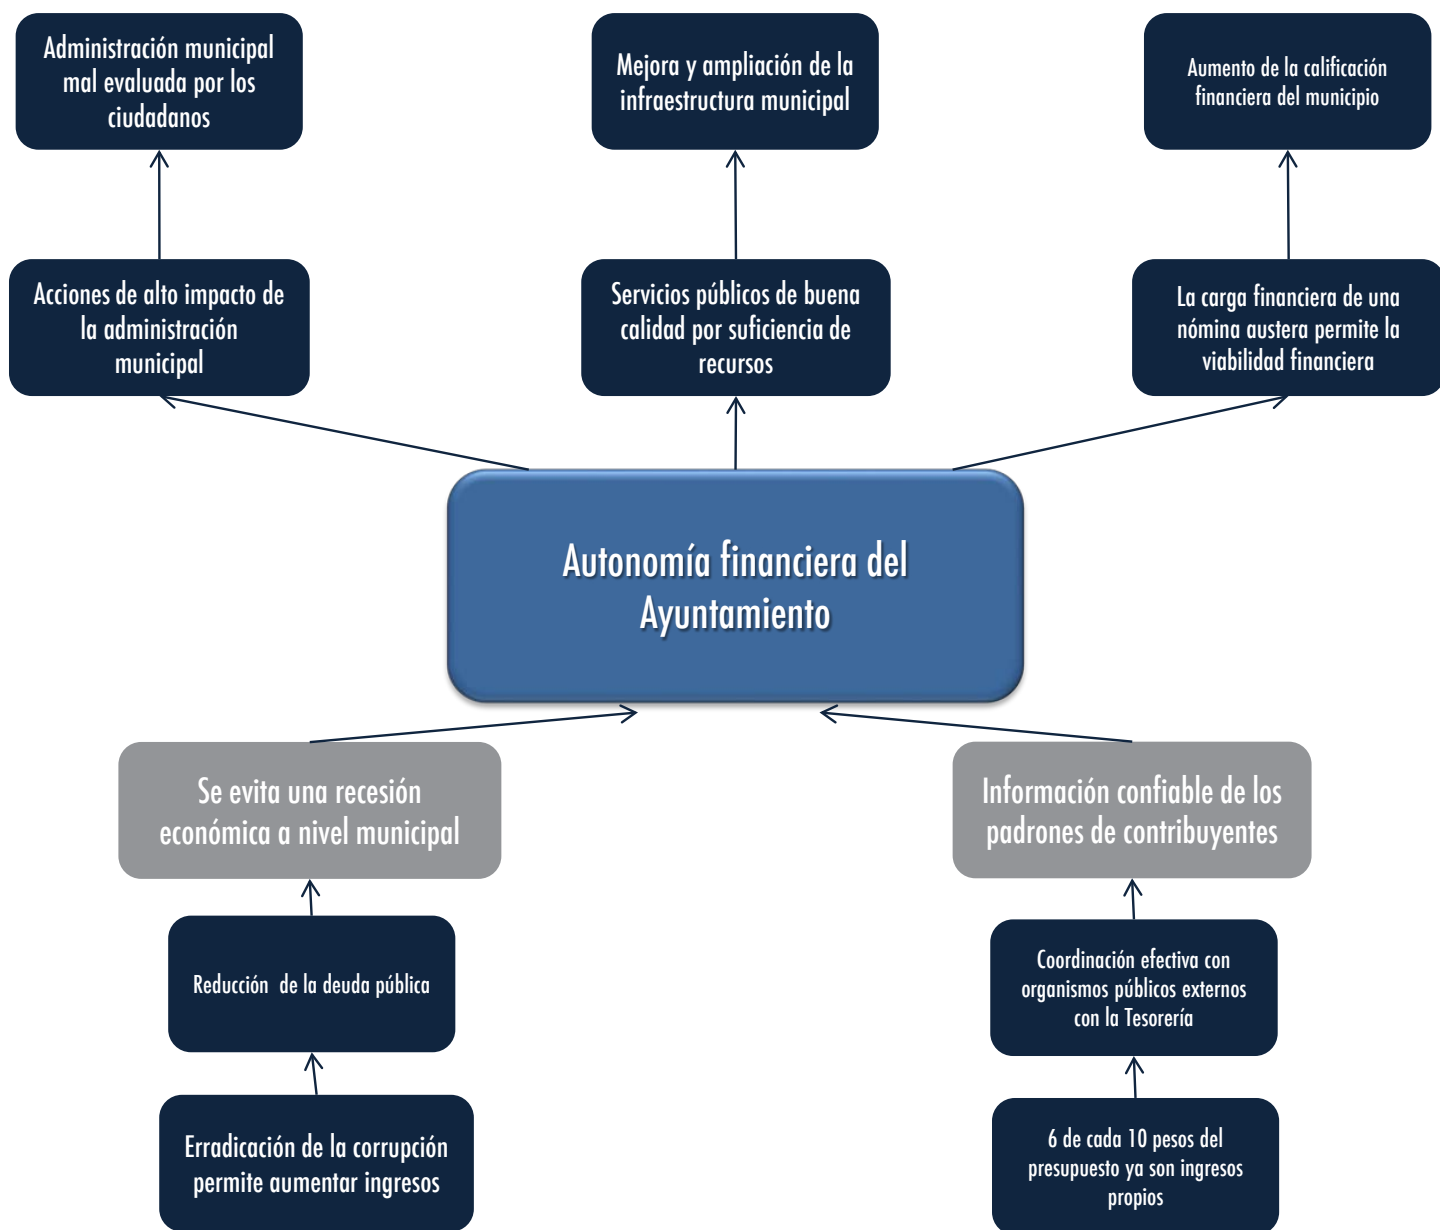 Administración municipal
mal evaluada por los
ciudadanos
Mejora y ampliación de la
infraestructura municipal
Aumento de la calificación
financiera del municipio
Acciones de alto impacto de
la administración
municipal
Servicios públicos de buena
calidad por suficiencia de
recursos
La carga financiera de una
nómina austera permite la
viabilidad financiera
Autonomía financiera del
Ayuntamiento
Se evita una recesión
económica a nivel municipal
Información confiable de los
padrones de contribuyentes
Reducción  de la deuda pública
Coordinación efectiva con
organismos públicos externos
con la Tesorería
Erradicación de la corrupción
permite aumentar ingresos
6 de cada 10 pesos del
presupuesto ya son ingresos
propios